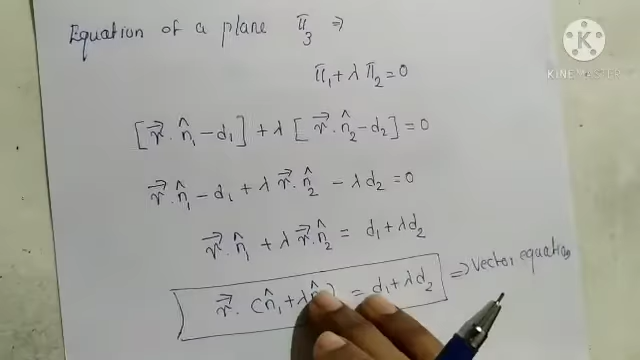 Equation of a plane π₃ ⇒
KINEMASTER
π₁ + λ π₂ = 0
[r⃗ . n̂₁ – d₁] + λ [r⃗ . n̂₂ – d₂] = 0
r⃗ . n̂₁ – d₁ + λ r⃗ . n̂₂ – λ d₂ = 0
r⃗ . n̂₁ + λ r⃗ . n̂₂ = d₁ + λd₂
r⃗ . (n̂₁ + λn̂ ) = d₁ + λd₂ ⇒ Vector equation